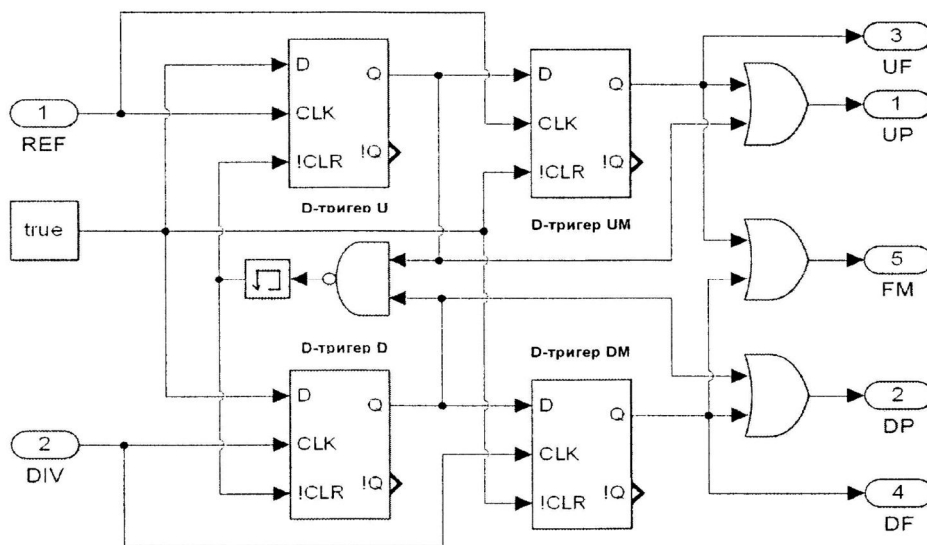 1
REF
true
2
DIV
D
CLK
!CLR
Q
!Q
D-тригер U
D
CLK
!CLR
Q
!Q
D-тригер UM
D-тригер D
D
CLK
!CLR
Q
!Q
D-тригер DM
D
CLK
!CLR
Q
!Q
3
UF
1
UP
5
FM
2
DP
4
DF